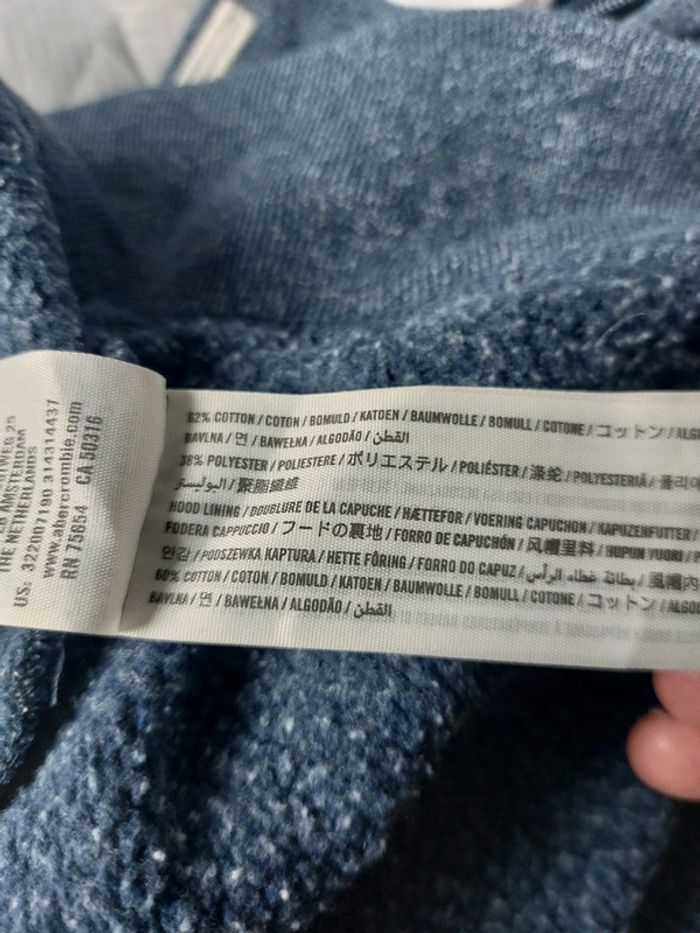 THE NETHERLANDS
US: 322007190 314314437
www.abercrombie.com
RN 75654 CA 50316
62% COTTON / COTON / BOMULD / KATOEN / BAUMWOLLE / BOMULL / COTONE / コットン /
BAVLNA / 면 / BAWEŁNA / ALGODÃO / القطن
38% POLYESTER / POLIESTERE / ポリエステル / POLIÉSTER / 涤纶 / POLYESTERIÄ /
البوليستر / 聚脂纖維
HOOD LINING / DOUBLURE DE LA CAPUCHE / HÆTTEFOR / VOERING CAPUCHON / KAPUZENFUTTER /
FODERA CAPPUCCIO / フードの裏地 / FORRO DE CAPUCHÓN / 风帽里料 / HUPUN VUORI /
안감 / PODSZEWKA KAPTURA / HETTE FÔRING / FORRO DO CAPUZ / بطانة غطاء الرأس /
60% COTTON / COTON / BOMULD / KATOEN / BAUMWOLLE / BOMULL / COTONE / コットン /
BAVLNA / 면 / BAWEŁNA / ALGODÃO / القطن